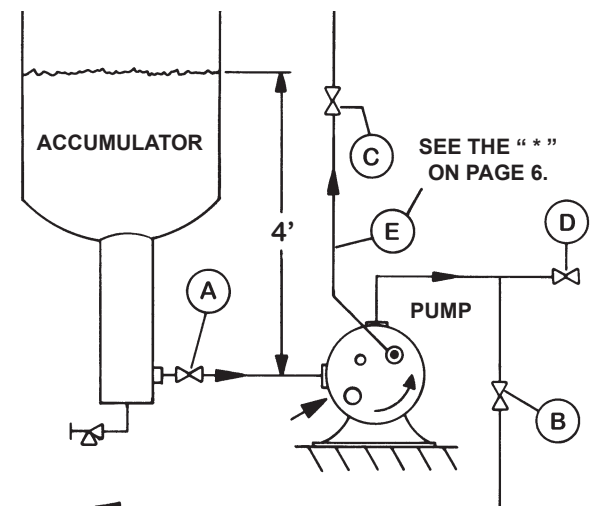 ACCUMULATOR
4'
A
C
SEE THE “ * ”
ON PAGE 6.
E
D
PUMP
B